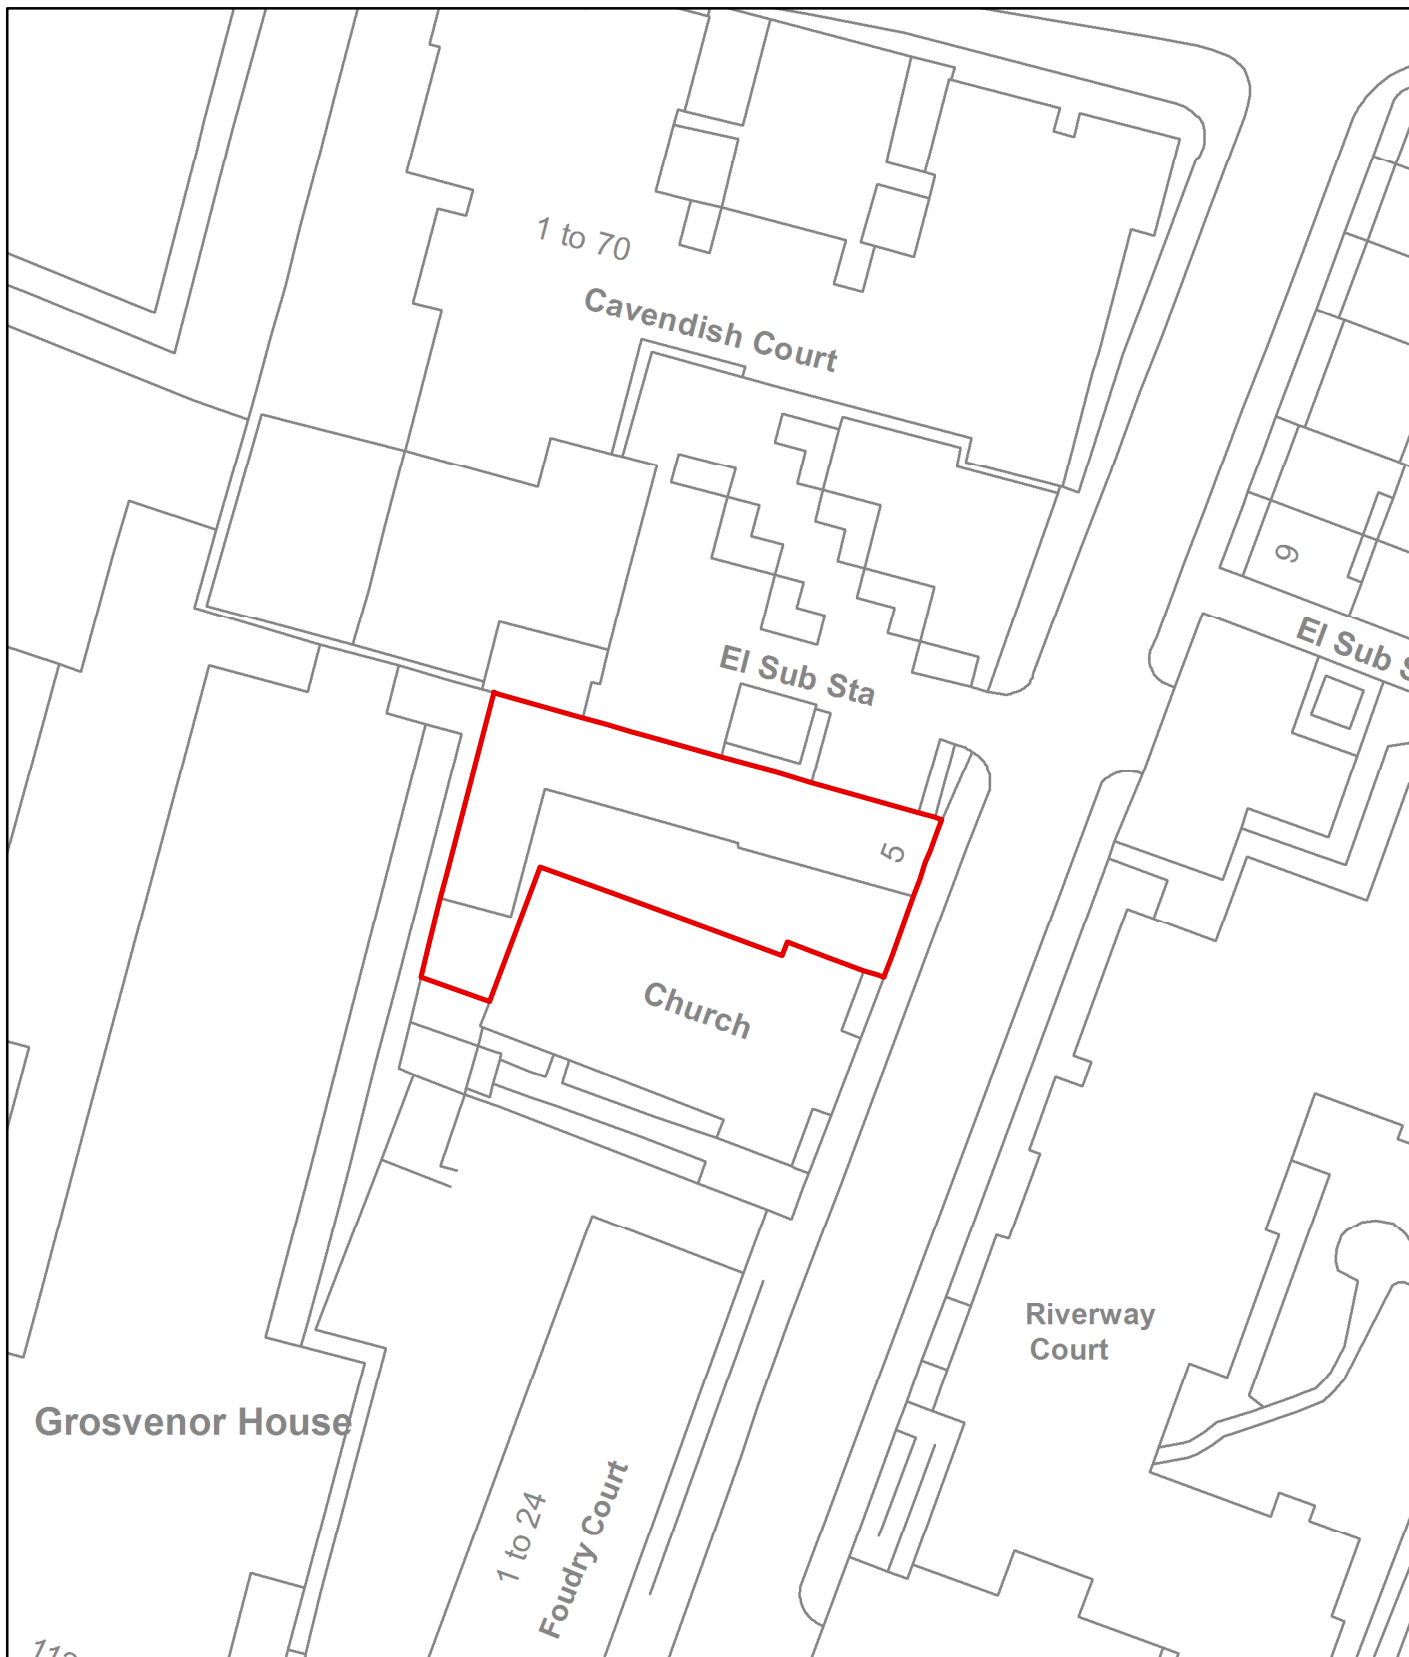 1 to 70
Cavendish Court
9
El Sub Sta
El Sub S
5
Church
Riverway
Court
Grosvenor House
1 to 24
Foudry Court